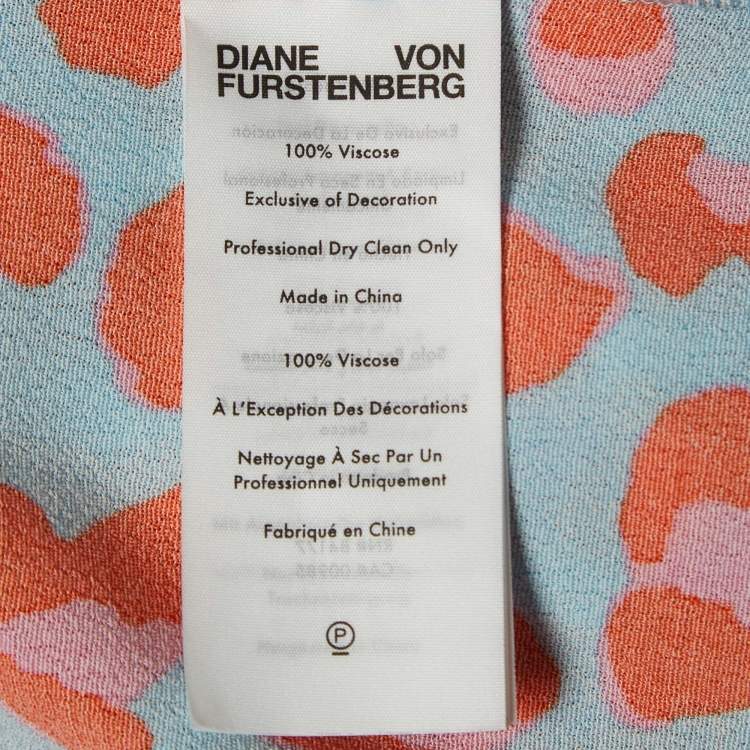 DIANE VON
FURSTENBERG
100% Viscose
Exclusive of Decoration
Professional Dry Clean Only
Made in China
100% Viscose
À L'Exception Des Décorations
Nettoyage À Sec Par Un
Professionnel Uniquement
Fabriqué en Chine
P